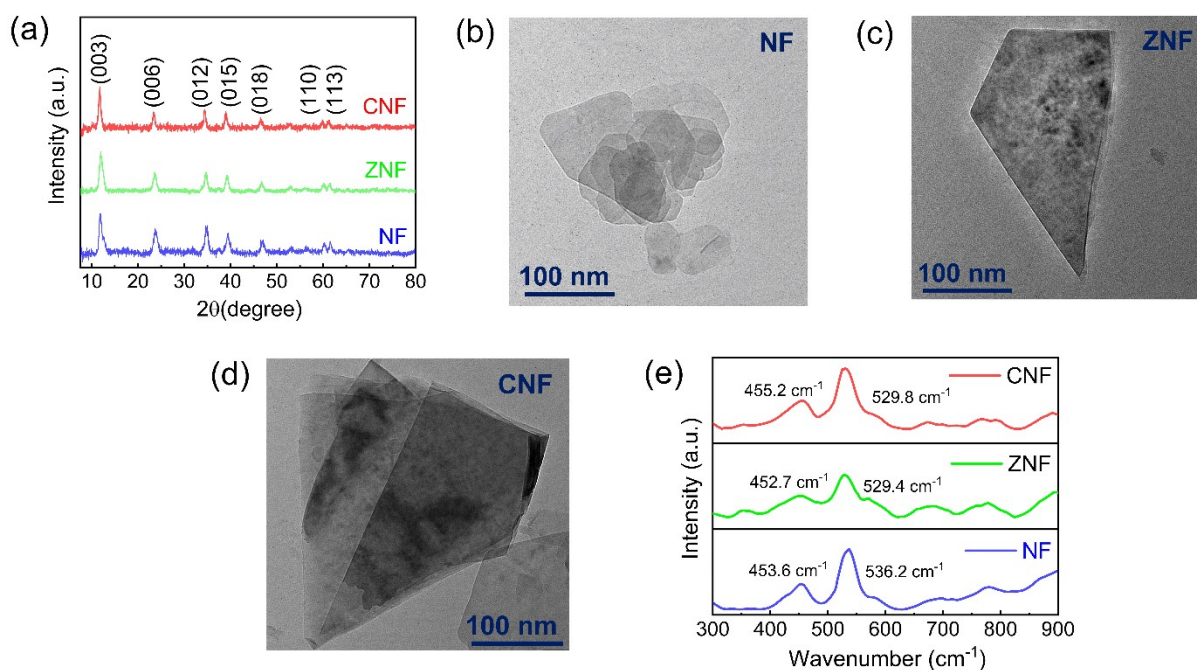 (a)
Intensity (a.u.)
(003)
(006)
(012)
(015)
(018)
(110)
(113)
CNF
ZNF
NF
10 20 30 40 50 60 70 80
2θ(degree)
(b)
NF
100 nm
(c)
ZNF
100 nm
(d)
CNF
100 nm
(e)
Intensity (a.u.)
455.2 cm⁻¹
529.8 cm⁻¹
CNF
452.7 cm⁻¹
529.4 cm⁻¹
ZNF
453.6 cm⁻¹
536.2 cm⁻¹
NF
300 400 500 600 700 800 900
Wavenumber (cm⁻¹)